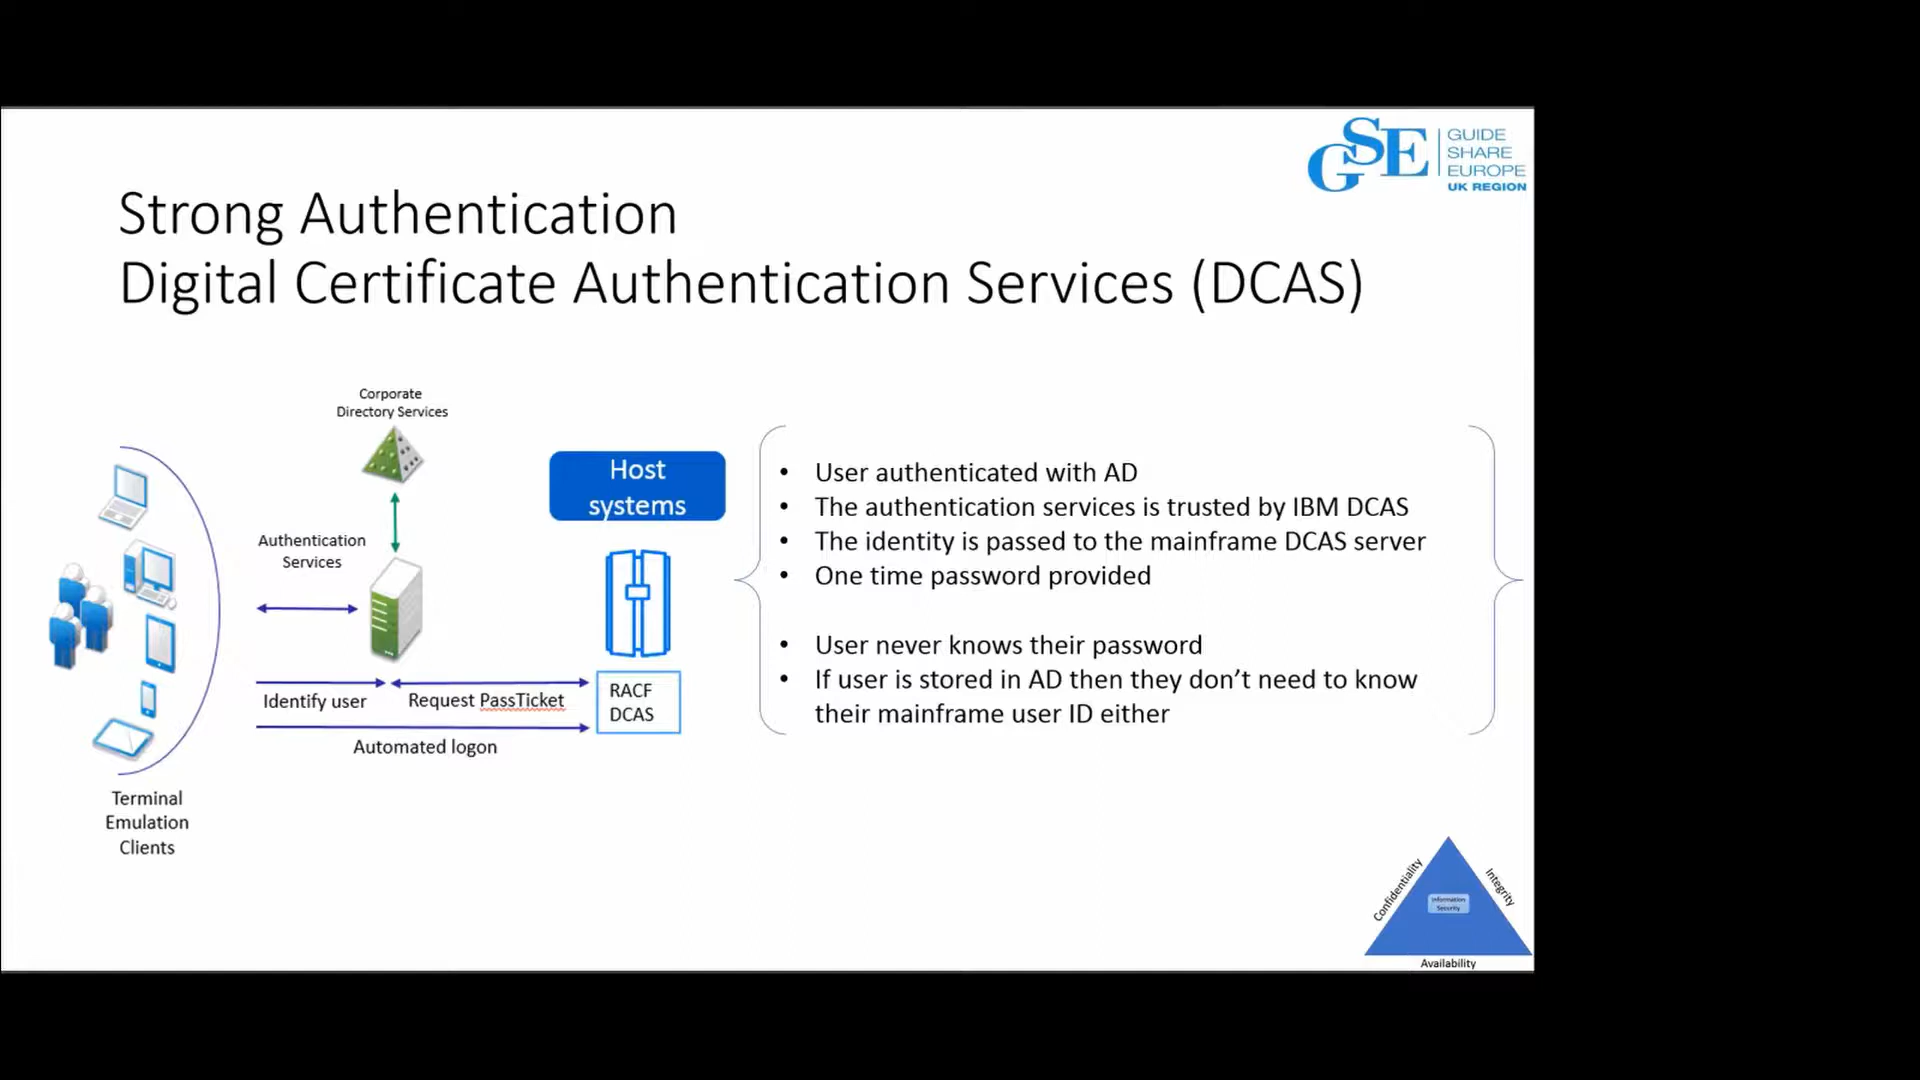 GSE
GUIDE
SHARE
EUROPE
UK REGION
Strong Authentication
Digital Certificate Authentication Services (DCAS)
Corporate
Directory Services
Host
systems
Authentication
Services
Identify user
Request PassTicket
RACF
DCAS
Automated logon
Terminal
Emulation
Clients
• User authenticated with AD
• The authentication services is trusted by IBM DCAS
• The identity is passed to the mainframe DCAS server
• One time password provided
• User never knows their password
• If user is stored in AD then they don’t need to know
their mainframe user ID either
Confidentiality
Integrity
Information
Security
Availability